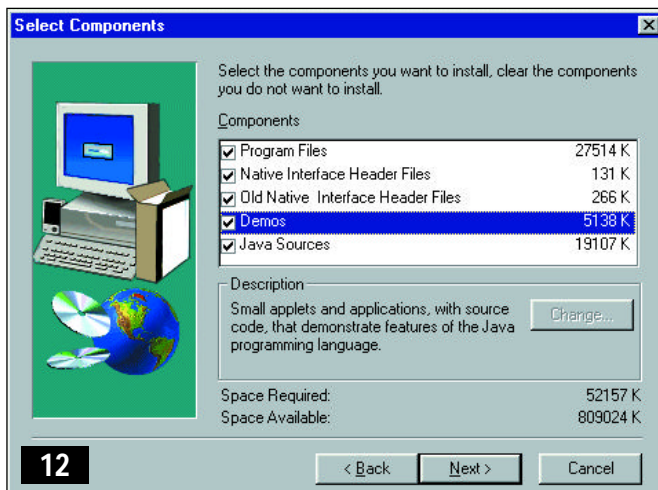 Select Components
Select the components you want to install, clear the components
you do not want to install.
Components
Program Files 27514 K
Native Interface Header Files 131 K
Old Native Interface Header Files 266 K
Demos 5138 K
Java Sources 19107 K
Description
Small applets and applications, with source
code, that demonstrate features of the Java
programming language.
Change...
Space Required: 52157 K
Space Available: 809024 K
12
< Back
Next >
Cancel